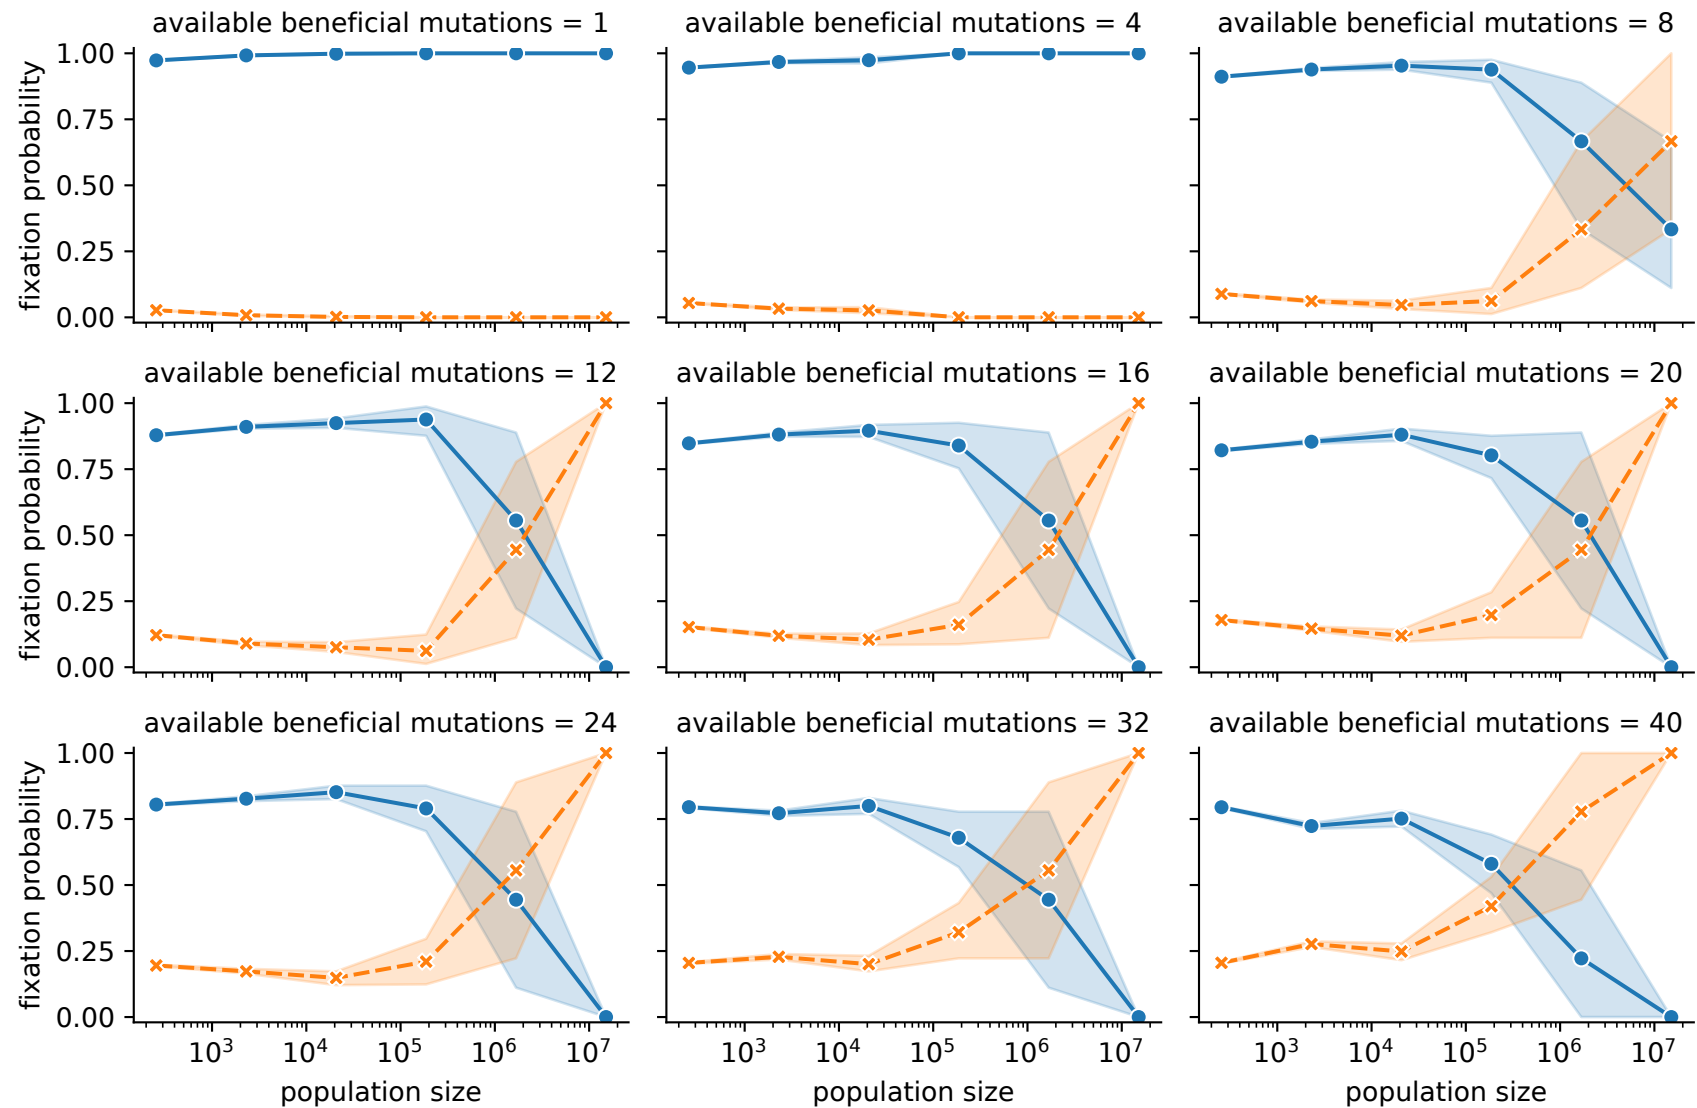 available beneficial mutations = 1
available beneficial mutations = 4
available beneficial mutations = 8
fixation probability
1.00
0.75
0.50
0.25
0.00
available beneficial mutations = 12
available beneficial mutations = 16
available beneficial mutations = 20
fixation probability
1.00
0.75
0.50
0.25
0.00
available beneficial mutations = 24
available beneficial mutations = 32
available beneficial mutations = 40
fixation probability
1.00
0.75
0.50
0.25
0.00
10³ 10⁴ 10⁵ 10⁶ 10⁷
10³ 10⁴ 10⁵ 10⁶ 10⁷
10³ 10⁴ 10⁵ 10⁶ 10⁷
population size
population size
population size